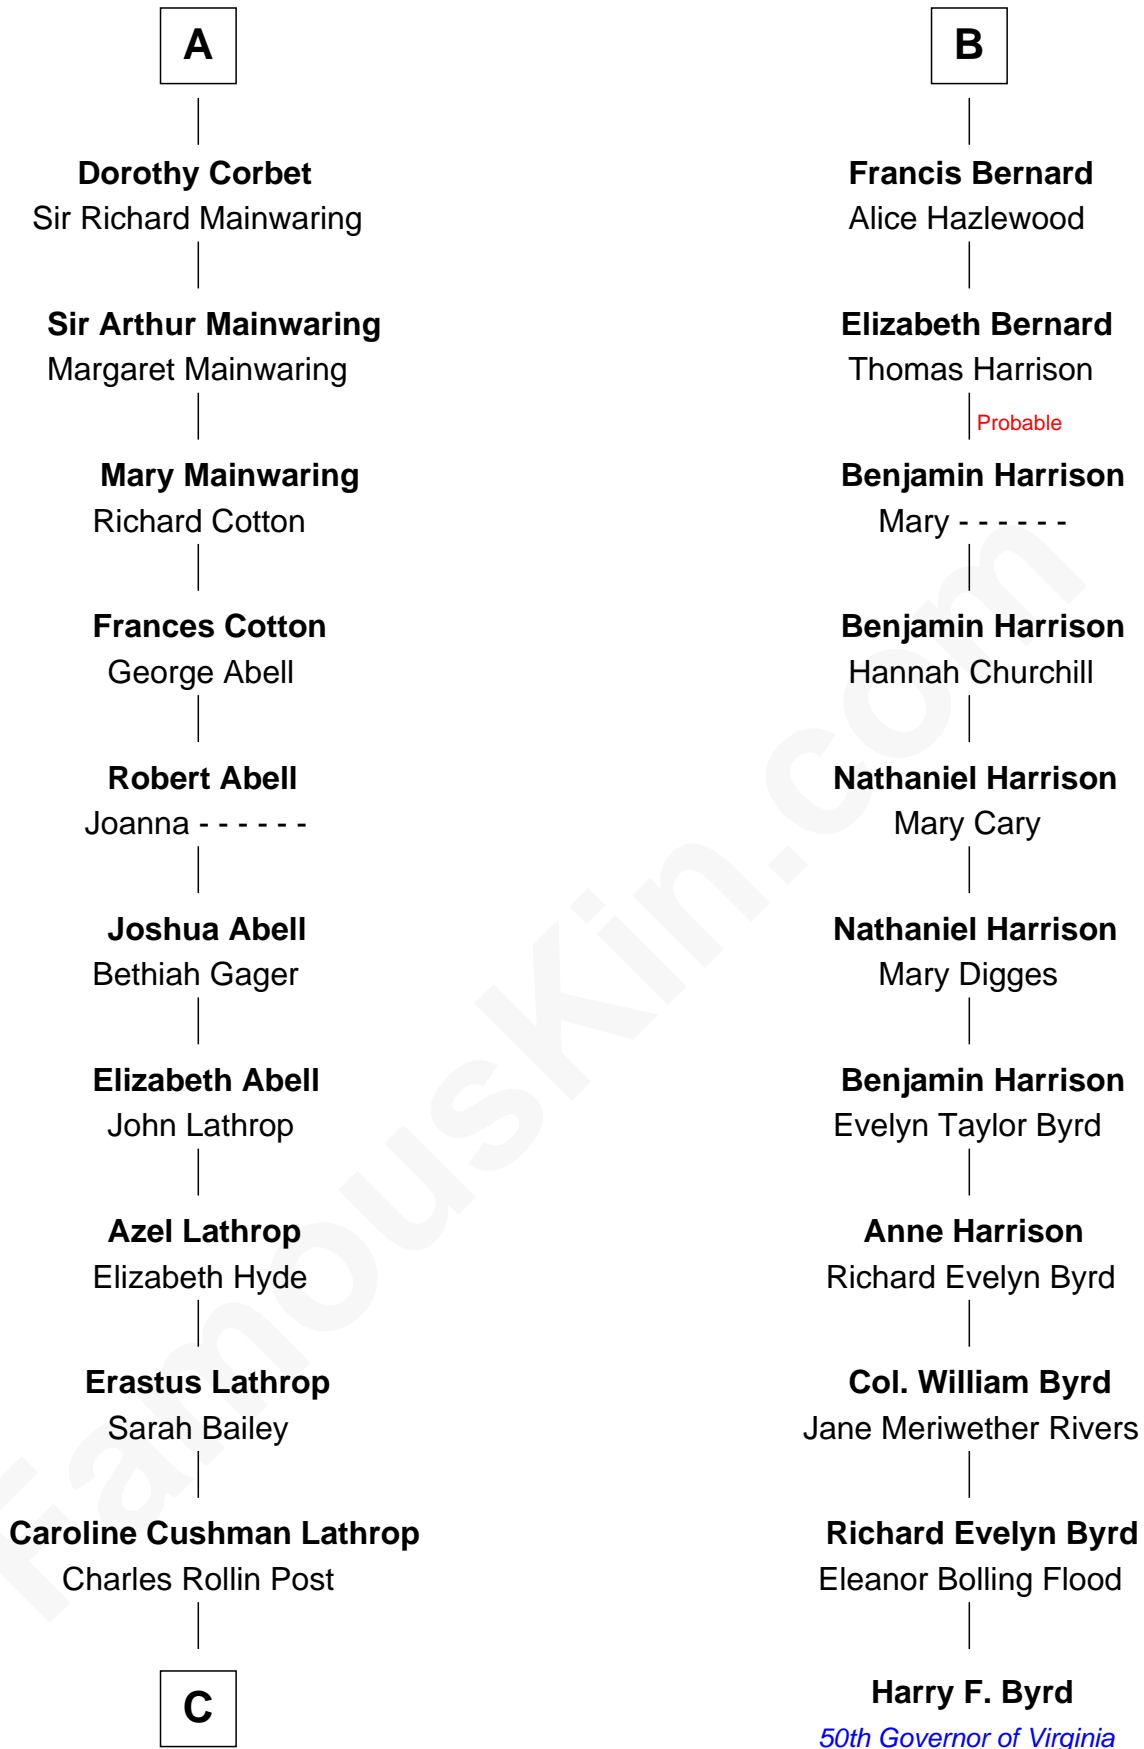 A
Dorothy Corbet
Sir Richard Mainwaring
Sir Arthur Mainwaring
Margaret Mainwaring
Mary Mainwaring
Richard Cotton
Frances Cotton
George Abell
Robert Abell
Joanna - - - - - -
Joshua Abell
Bethiah Gager
Elizabeth Abell
John Lathrop
Azel Lathrop
Elizabeth Hyde
Erastus Lathrop
Sarah Bailey
Caroline Cushman Lathrop
Charles Rollin Post
C
B
Francis Bernard
Alice Hazlewood
Elizabeth Bernard
Thomas Harrison
Probable
Benjamin Harrison
Mary - - - - - -
Benjamin Harrison
Hannah Churchill
Nathaniel Harrison
Mary Cary
Nathaniel Harrison
Mary Digges
Benjamin Harrison
Evelyn Taylor Byrd
Anne Harrison
Richard Evelyn Byrd
Col. William Byrd
Jane Meriwether Rivers
Richard Evelyn Byrd
Eleanor Bolling Flood
Harry F. Byrd
50th Governor of Virginia
FamousKin.com